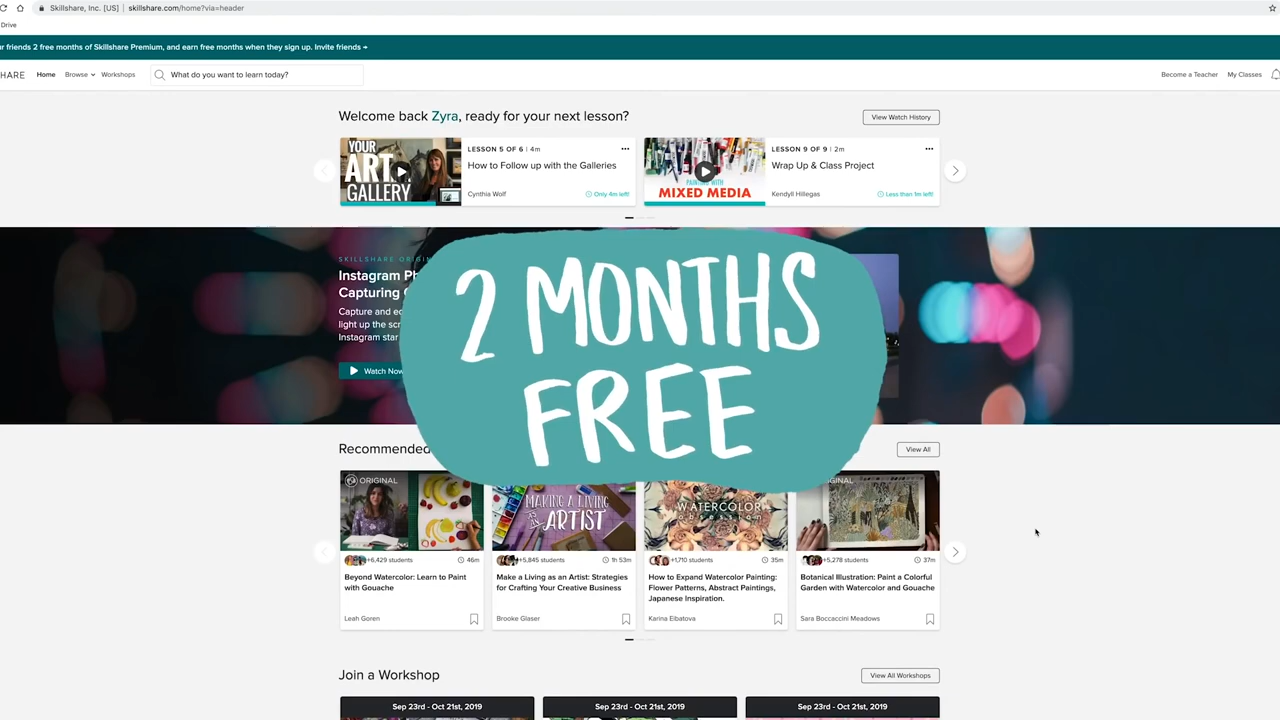 Skillshare, Inc. [US] | skillshare.com/home?via=header
Drive
r friends 2 free months of Skillshare Premium, and earn free months when they sign up. Invite friends →
HARE Home Browse Workshops What do you want to learn today? Become a Teacher My Classes
Welcome back Zyra, ready for your next lesson? View Watch History
YOUR
ART
GALLERY
LESSON 5 OF 6 | 4m
How to Follow up with the Galleries
Cynthia Wolf Only 4m left!
PAINTING WITH
MIXED MEDIA
LESSON 9 OF 9 | 2m
Wrap Up & Class Project
Kendyll Hillegas Less than 1m left!
SKILLSHARE ORIGIN
Instagram Ph
Capturing
Capture and e
light up the scr
Instagram star
Watch Now
2 MONTHS
FREE
Recommended View All
ORIGINAL
+6,429 students 46m
Beyond Watercolor: Learn to Paint
with Gouache
Leah Goren
MAKING A LIVING
AS AN
ARTIST
+5,845 students 1h 53m
Make a Living as an Artist: Strategies
for Crafting Your Creative Business
Brooke Glaser
WATERCOLOR
obsession
+1,710 students 35m
How to Expand Watercolor Painting:
Flower Patterns, Abstract Paintings,
Japanese Inspiration.
Karina Eibatova
GINAL
+5,278 students 37m
Botanical Illustration: Paint a Colorful
Garden with Watercolor and Gouache
Sara Boccaccini Meadows
Join a Workshop View All Workshops
Sep 23rd - Oct 21st, 2019 Sep 23rd - Oct 21st, 2019 Sep 23rd - Oct 21st, 2019